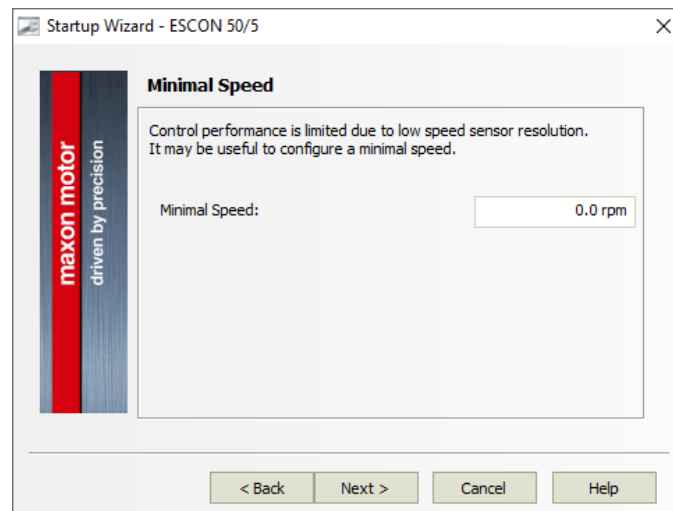 Startup Wizard - ESCON 50/5
maxon motor
driven by precision
Minimal Speed
Control performance is limited due to low speed sensor resolution.
It may be useful to configure a minimal speed.
Minimal Speed: 0.0 rpm
< Back Next > Cancel Help